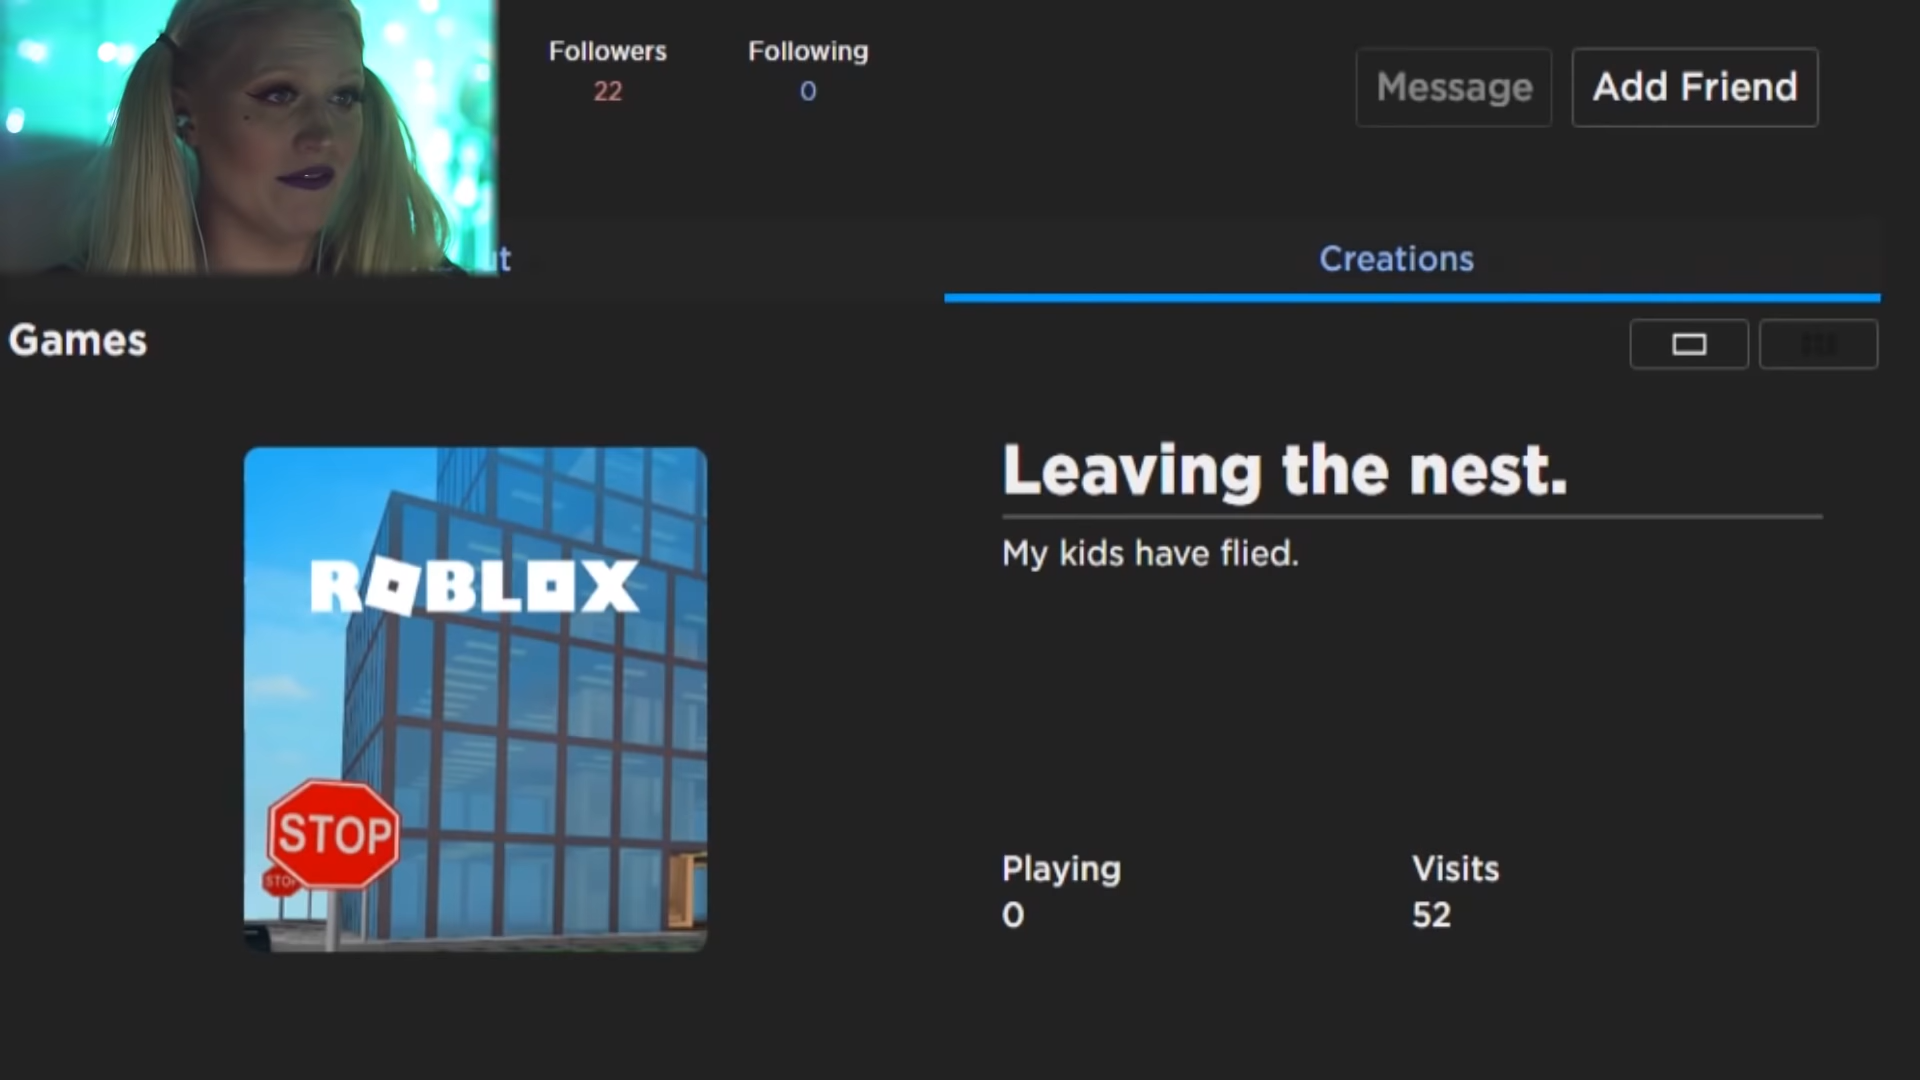 Followers
Following
22
0
Message
Add Friend
Creations
Games
ROBLOX
STOP
STOP
Leaving the nest.
My kids have flied.
Playing
Visits
0
52